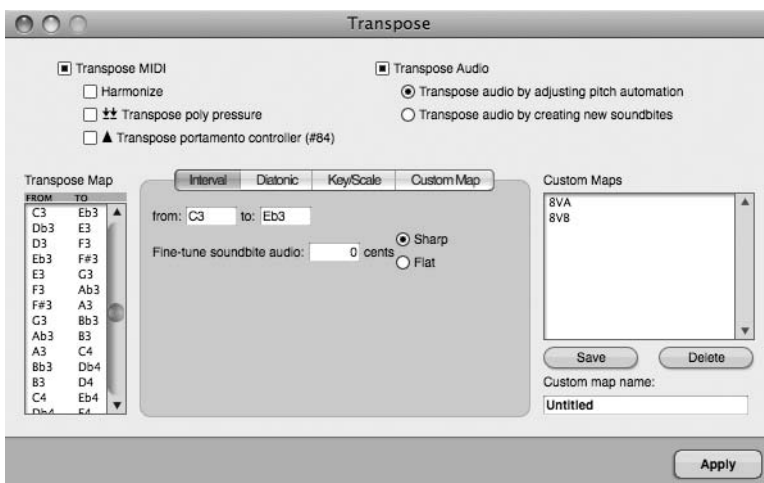 Transpose
Transpose MIDI
Harmonize
Transpose poly pressure
Transpose portamento controller (#84)
Transpose Audio
Transpose audio by adjusting pitch automation
Transpose audio by creating new soundbites
Transpose Map
FROM TO
C3 Eb3
Db3 E3
D3 F3
Eb3 F#3
E3 G3
F3 Ab3
F#3 A3
G3 Bb3
Ab3 B3
A3 C4
Bb3 Db4
B3 D4
C4 Eb4
Db4 E4
Interval Diatonic Key/Scale Custom Map
from: C3 to: Eb3
Fine-tune soundbite audio: 0 cents
Sharp
Flat
Custom Maps
8VA
8VB
Save Delete
Custom map name:
Untitled
Apply